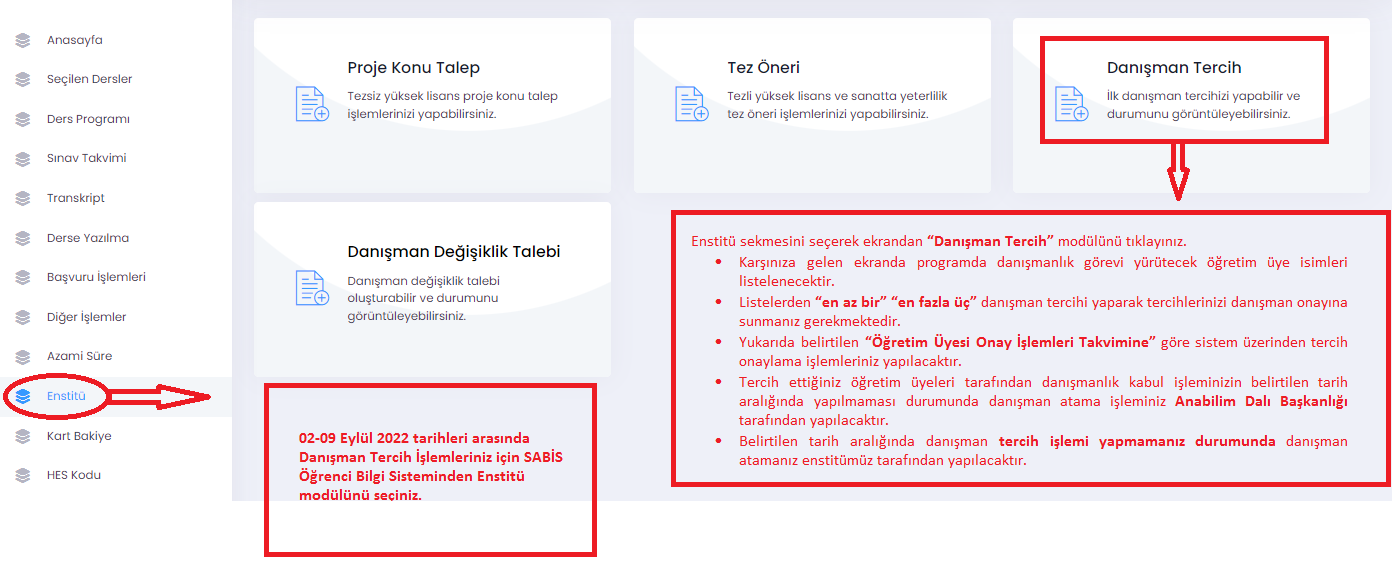 Anasayfa
Seçilen Dersler
Ders Programı
Sınav Takvimi
Transkript
Derse Yazılma
Başvuru İşlemleri
Diğer İşlemler
Azami Süre
Enstitü
Kart Bakiye
HES Kodu
Proje Konu Talep
Tezsiz yüksek lisans proje konu talep
işlemlerinizi yapabilirsiniz.
Tez Öneri
Tezli yüksek lisans ve sanatta yeterlilik
tez öneri işlemlerinizi yapabilirsiniz.
Danışman Tercih
İlk danışman tercihizi yapabilir ve
durumunu görüntüleyebilirsiniz.
Danışman Değişiklik Talebi
Danışman değişiklik talebi
oluşturabilir ve durumunu
görüntüleyebilirsiniz.
02-09 Eylül 2022 tarihleri arasında
Danışman Tercih İşlemleriniz için SABİS
Öğrenci Bilgi Sisteminden Enstitü
modülünü seçiniz.
Enstitü sekmesini seçerek ekrandan “Danışman Tercih” modülünü tıklayınız.
• Karşınıza gelen ekranda programda danışmanlık görevi yürütecek öğretim üye isimleri
listelenecektir.
• Listelerden “en az bir” “en fazla üç” danışman tercihi yaparak tercihlerinizi danışman onayına
sunmanız gerekmektedir.
• Yukarıda belirtilen “Öğretim Üyesi Onay İşlemleri Takvimine” göre sistem üzerinden tercih
onaylama işlemleriniz yapılacaktır.
• Tercih ettiğiniz öğretim üyeleri tarafından danışmanlık kabul işleminizin belirtilen tarih
aralığında yapılmaması durumunda danışman atama işleminiz Anabilim Dalı Başkanlığı
tarafından yapılacaktır.
• Belirtilen tarih aralığında danışman tercih işlemi yapmamanız durumunda danışman
atamanız enstitümüz tarafından yapılacaktır.